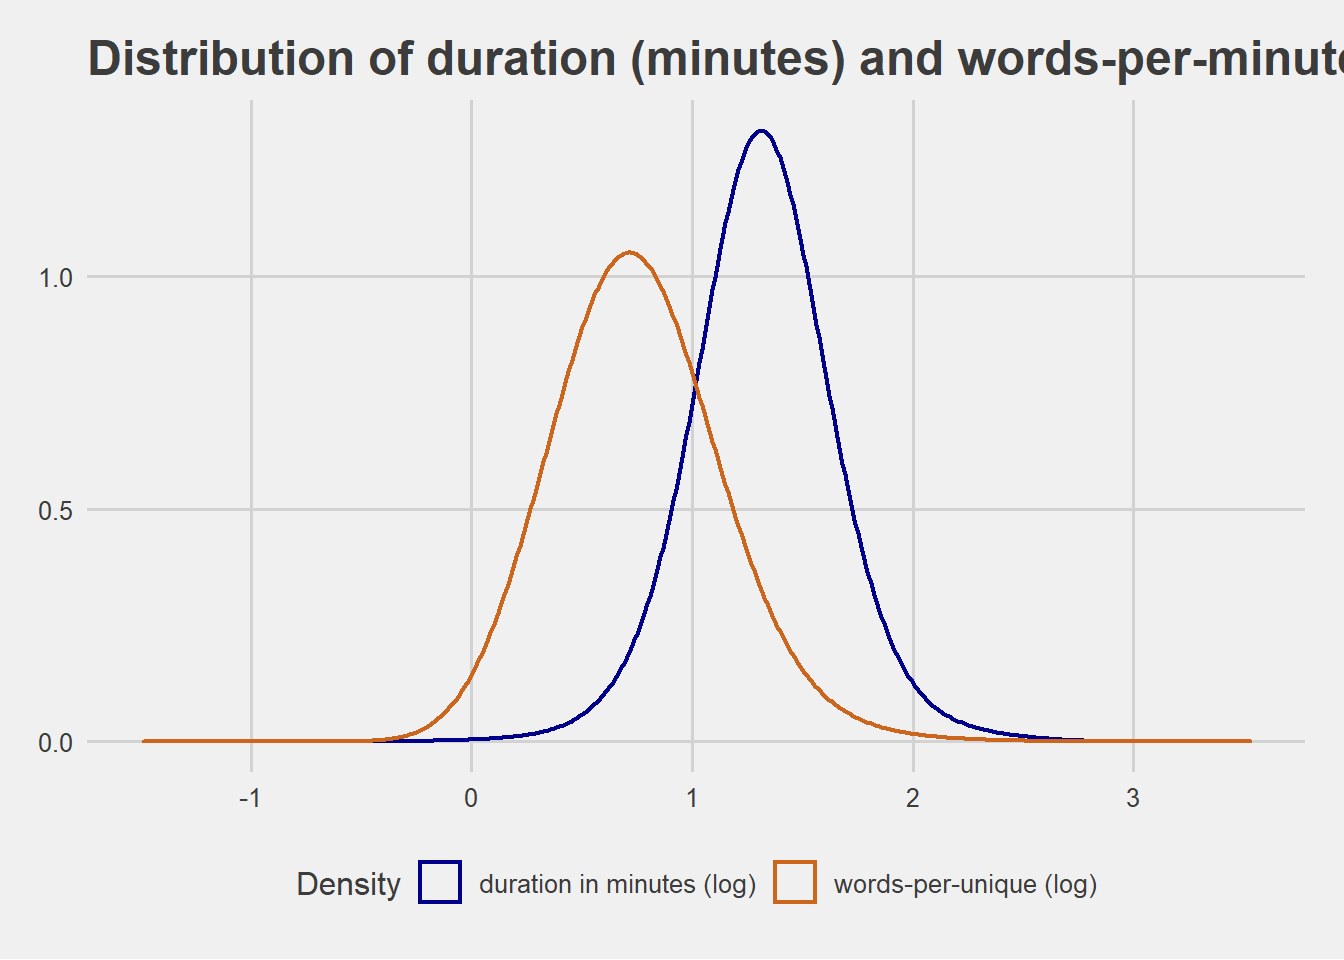 Distribution of duration (minutes) and words-per-minute
1.0
0.5
0.0
-1 0 1 2 3
Density duration in minutes (log) words-per-unique (log)